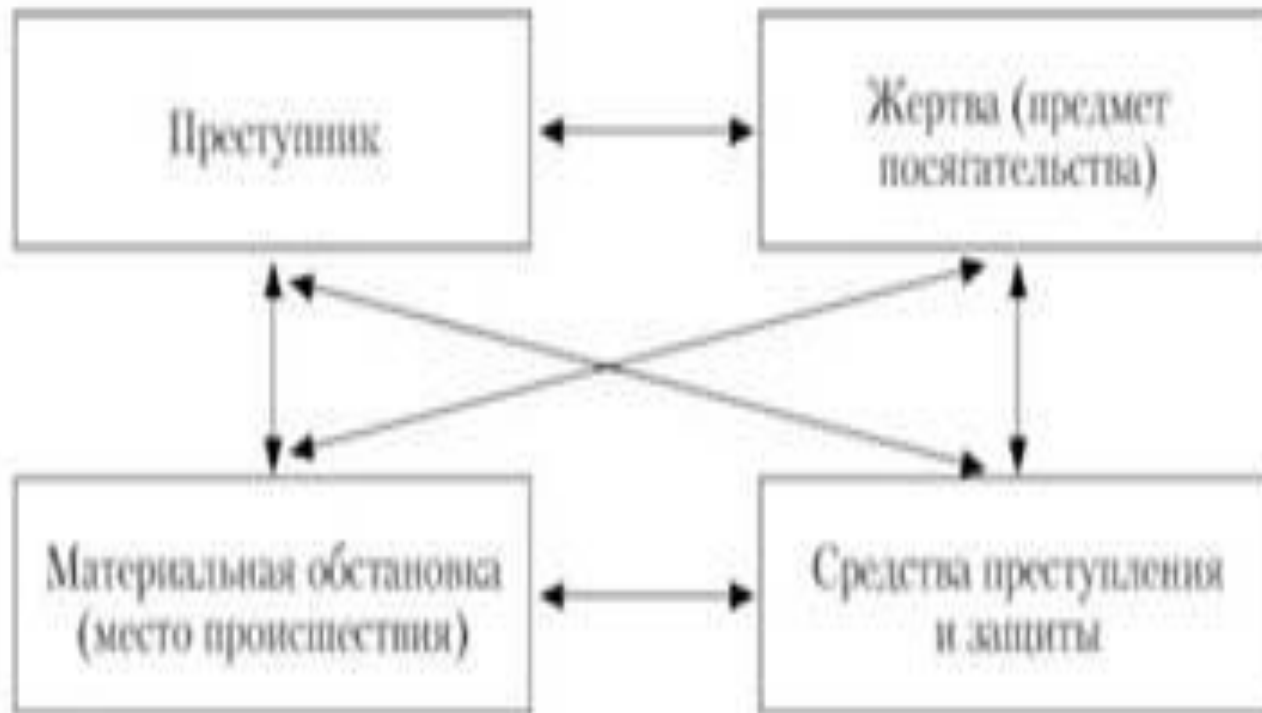 Преступник
Жертва (предмет
посягательства)
Материальная обстановка
(место происшествия)
Средства преступления
и защиты